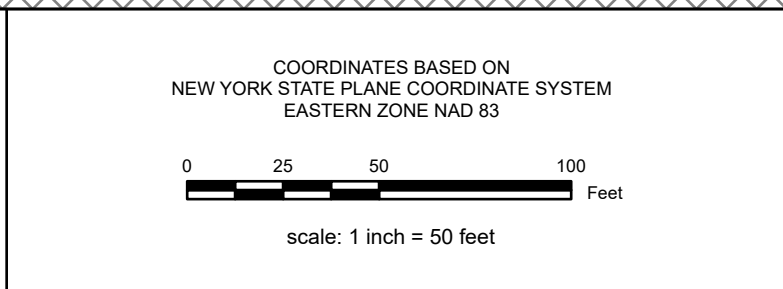 COORDINATES BASED ON
NEW YORK STATE PLANE COORDINATE SYSTEM
EASTERN ZONE NAD 83
0 25 50 100
Feet
scale: 1 inch = 50 feet